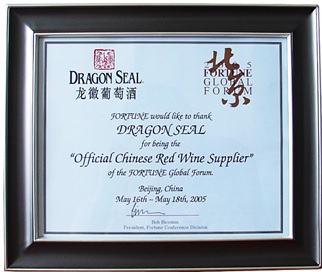 DRAGON SEAL®
龙徽葡萄酒
2005
北京
FORTUNE
GLOBAL
FORUM
FORTUNE would like to thank
DRAGON SEAL
for being the
"Official Chinese Red Wine Supplier"
of the FORTUNE Global Forum.
Beijing, China
May 16th – May 18th, 2005
President, Fortune Conference Division